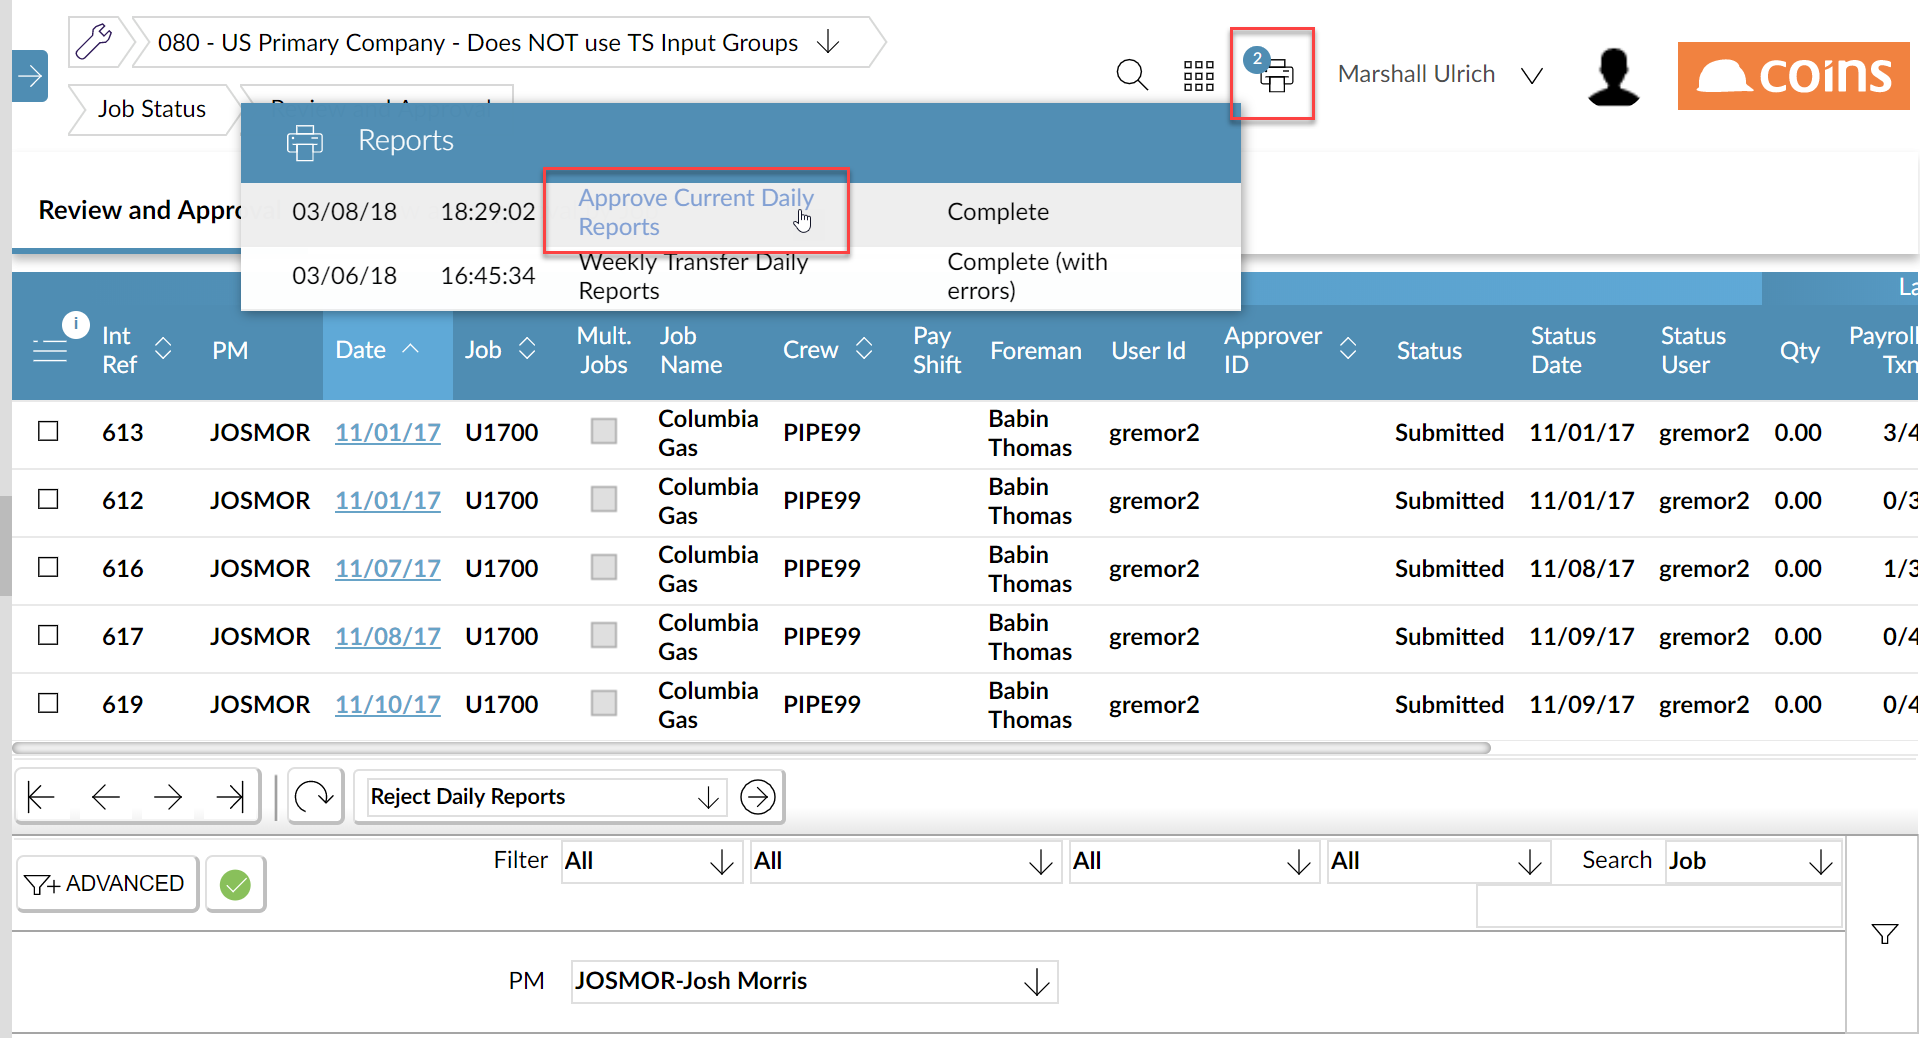 080 - US Primary Company - Does NOT use TS Input Groups
2
Marshall Ulrich
coins
Job Status
Reports
Review and Approval
03/08/18 18:29:02 Approve Current Daily Reports Complete
03/06/18 16:45:34 Weekly Transfer Daily Reports Complete (with errors)
i
Int Ref PM Date Job Mult. Jobs Job Name Crew Pay Shift Foreman User Id Approver ID Status Status Date Status User Qty Payroll Txn
613 JOSMOR 11/01/17 U1700 Columbia Gas PIPE99 Babin Thomas gremor2 Submitted 11/01/17 gremor2 0.00 3/4
612 JOSMOR 11/01/17 U1700 Columbia Gas PIPE99 Babin Thomas gremor2 Submitted 11/01/17 gremor2 0.00 0/3
616 JOSMOR 11/07/17 U1700 Columbia Gas PIPE99 Babin Thomas gremor2 Submitted 11/08/17 gremor2 0.00 1/3
617 JOSMOR 11/08/17 U1700 Columbia Gas PIPE99 Babin Thomas gremor2 Submitted 11/09/17 gremor2 0.00 0/4
619 JOSMOR 11/10/17 U1700 Columbia Gas PIPE99 Babin Thomas gremor2 Submitted 11/09/17 gremor2 0.00 0/4
Reject Daily Reports
ADVANCED Filter All All All All Search Job
PM JOSMOR-Josh Morris